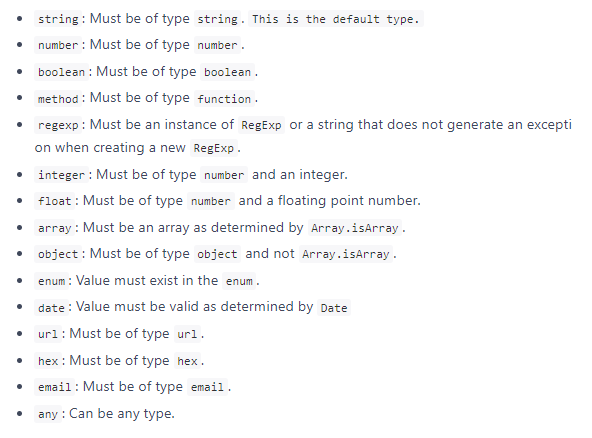 string: Must be of type string. This is the default type.
number: Must be of type number.
boolean: Must be of type boolean.
method: Must be of type function.
regexp: Must be an instance of RegExp or a string that does not generate an excepti
on when creating a new RegExp.
integer: Must be of type number and an integer.
float: Must be of type number and a floating point number.
array: Must be an array as determined by Array.isArray.
object: Must be of type object and not Array.isArray.
enum: Value must exist in the enum.
date: Value must be valid as determined by Date
url: Must be of type url.
hex: Must be of type hex.
email: Must be of type email.
any: Can be any type.